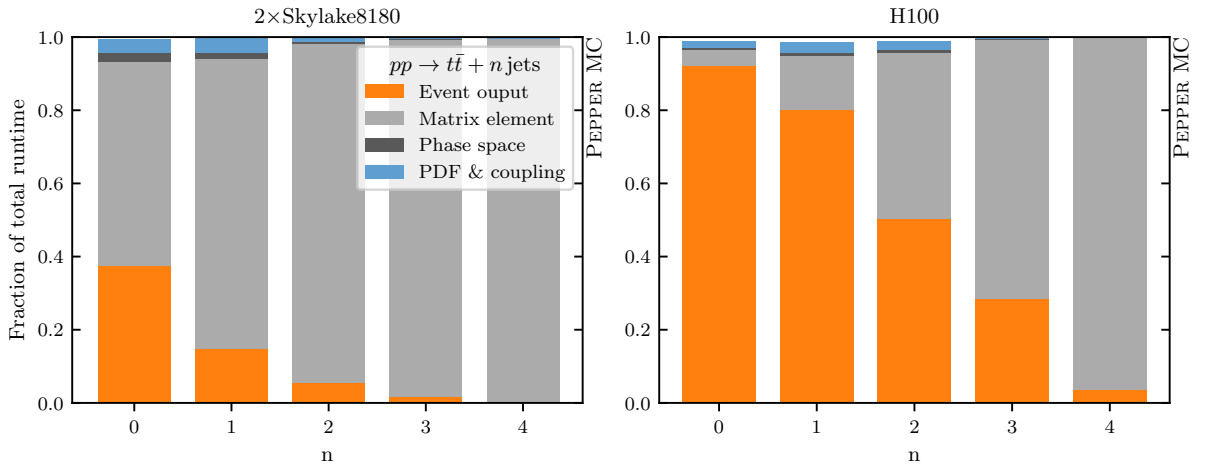 2×Skylake8180
H100
Fraction of total runtime
1.0
0.8
0.6
0.4
0.2
0.0
pp → tt̄ + n jets
Event ouput
Matrix element
Phase space
PDF & coupling
PEPPER MC
0 1 2 3 4
n
1.0
0.8
0.6
0.4
0.2
0.0
PEPPER MC
0 1 2 3 4
n